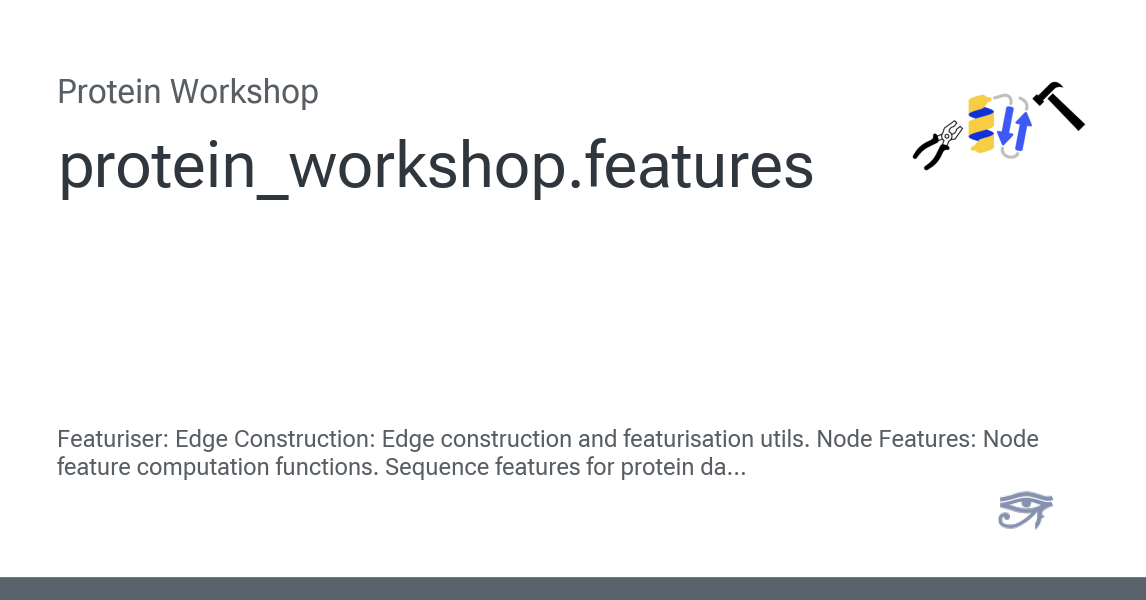 Protein Workshop
protein_workshop.features
Featuriser: Edge Construction: Edge construction and featurisation utils. Node Features: Node
feature computation functions. Sequence features for protein da...